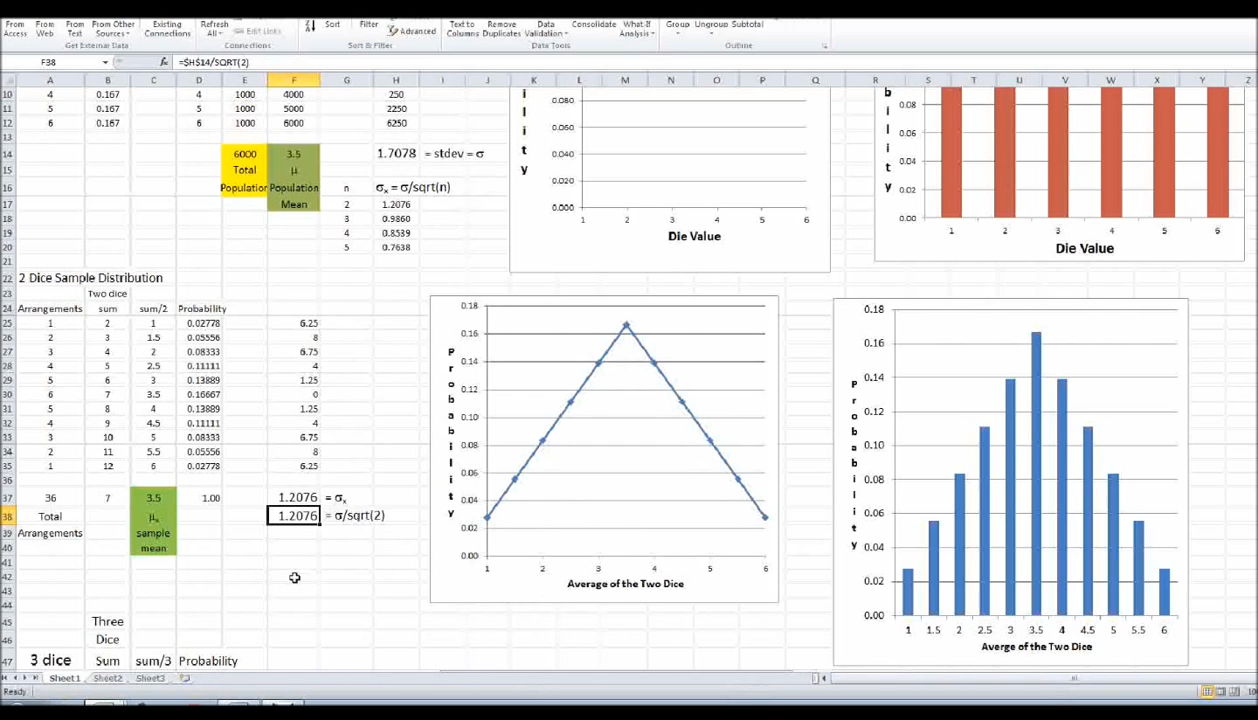 From From From From Other Existing Refresh Sort Filter Advanced Text to Remove Data Consolidate What-If Group Ungroup Subtotal
Access Web Text Sources Connections All Edit Links Columns Duplicates Validation Analysis
Get External Data Connections Sort & Filter Data Tools Outline
F38 fx =$H$14/SQRT(2)
A B C D E F G H I J K L M N O P Q R S T U V W X Y Z
10 4 0.167 4 1000 4000 250
11 5 0.167 5 1000 5000 2250
12 6 0.167 6 1000 6000 6250
13
14 6000 3.5 1.7078 = stdev = σ
15 Total μ
16 Population Population n σx = σ/sqrt(n)
17 Mean 2 1.2076
18 3 0.9860
19 4 0.8539
20 5 0.7638
21
22 2 Dice Sample Distribution
23 Two dice
24 Arrangements sum sum/2 Probability
25 1 2 1 0.02778 6.25
26 2 3 1.5 0.05556 8
27 3 4 2 0.08333 6.75
28 4 5 2.5 0.11111 4
29 5 6 3 0.13889 1.25
30 6 7 3.5 0.16667 0
31 5 8 4 0.13889 1.25
32 4 9 4.5 0.11111 4
33 3 10 5 0.08333 6.75
34 2 11 5.5 0.05556 8
35 1 12 6 0.02778 6.25
36
37 36 7 3.5 1.00 1.2076 = σx
38 Total μx 1.2076 = σ/sqrt(2)
39 Arrangements sample
40 mean
41
42
43
44
45 Three
46 Dice
47 3 dice Sum sum/3 Probability
ility
0.080
0.060
0.040
0.020
0.000
1 2 3 4 5 6
Die Value
bility
0.08
0.06
0.04
0.02
0.00
1 2 3 4 5 6
Die Value
Probability
0.18
0.16
0.14
0.12
0.10
0.08
0.06
0.04
0.02
0.00
1 2 3 4 5 6
Average of the Two Dice
Probability
0.18
0.16
0.14
0.12
0.10
0.08
0.06
0.04
0.02
0.00
1 1.5 2 2.5 3 3.5 4 4.5 5 5.5 6
Averge of the Two Dice
Sheet1 Sheet2 Sheet3
Ready